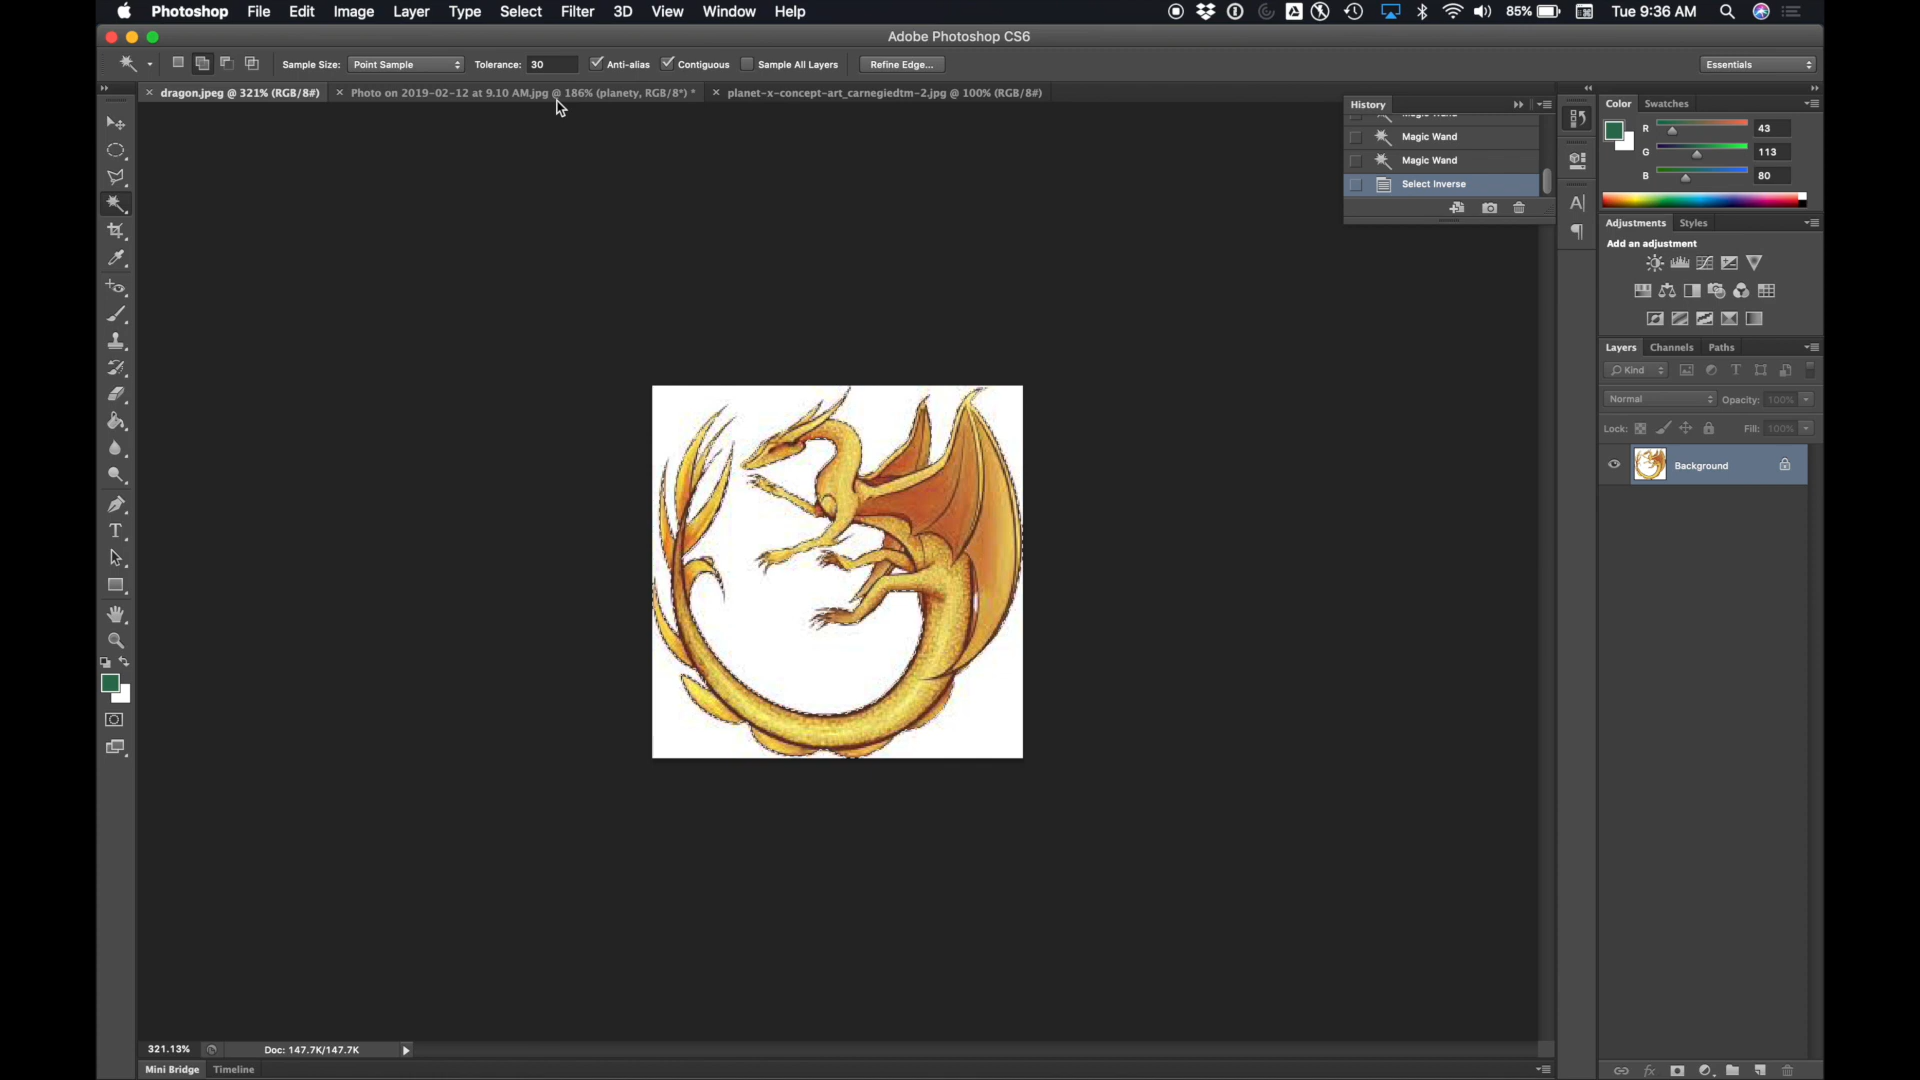 Photoshop File Edit Image Layer Type Select Filter 3D View Window Help 85% Tue 9:36 AM
Adobe Photoshop CS6
Sample Size: Point Sample Tolerance: 30 Anti-alias Contiguous Sample All Layers Refine Edge... Essentials
dragon.jpeg @ 321% (RGB/8#) Photo on 2019-02-12 at 9.10 AM.jpg @ 186% (planety, RGB/8*) * planet-x-concept-art_carnegiedtm-2.jpg @ 100% (RGB/8#)
History
Magic Wand
Magic Wand
Magic Wand
Select Inverse
Color Swatches
R 43
G 113
B 80
Adjustments Styles
Add an adjustment
Layers Channels Paths
Kind
Normal Opacity: 100%
Lock: Fill: 100%
Background
321.13% Doc: 147.7K/147.7K
Mini Bridge Timeline